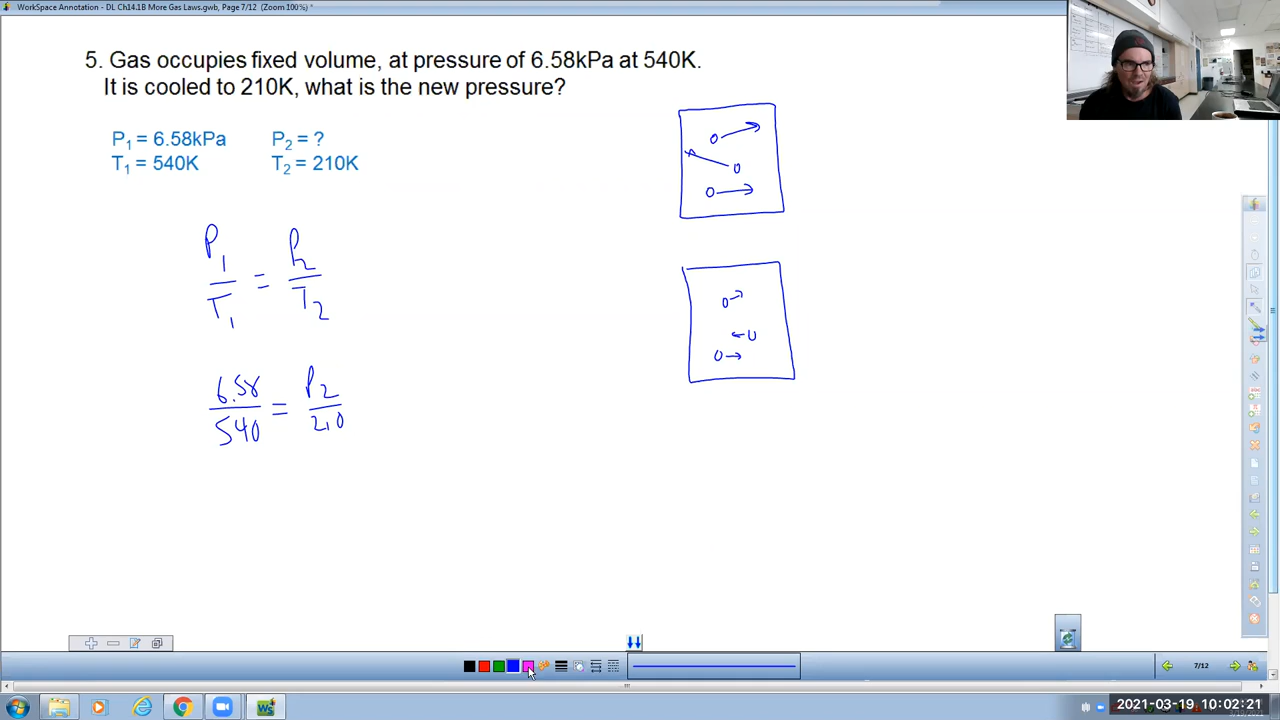 WorkSpace Annotation - DL Ch14.1B More Gas Laws.gwb, Page 7/12 (Zoom 100%) *
5. Gas occupies fixed volume, at pressure of 6.58kPa at 540K.
It is cooled to 210K, what is the new pressure?
P1 = 6.58kPa P2 = ?
T1 = 540K T2 = 210K
P1/T1 = P2/T2
6.58/540 = P2/210
7/12
2021-03-19, 10:02:21